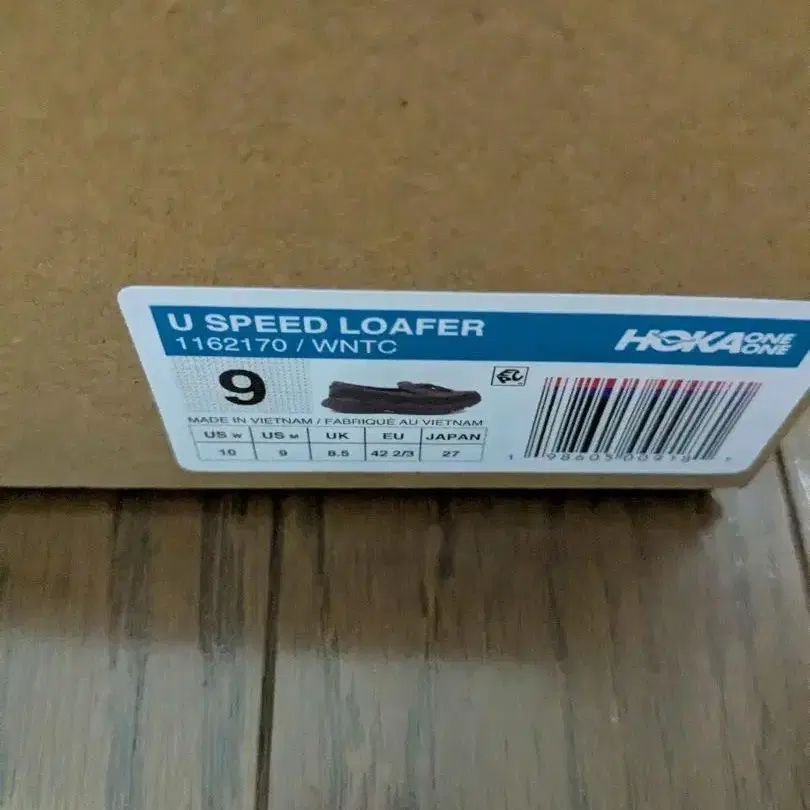 U SPEED LOAFER
1162170 / WNTC
HOKA ONE ONE
9
MADE IN VIETNAM / FABRIQUÉ AU VIETNAM
US W US M UK EU JAPAN
10 9 8.5 42 2/3 27